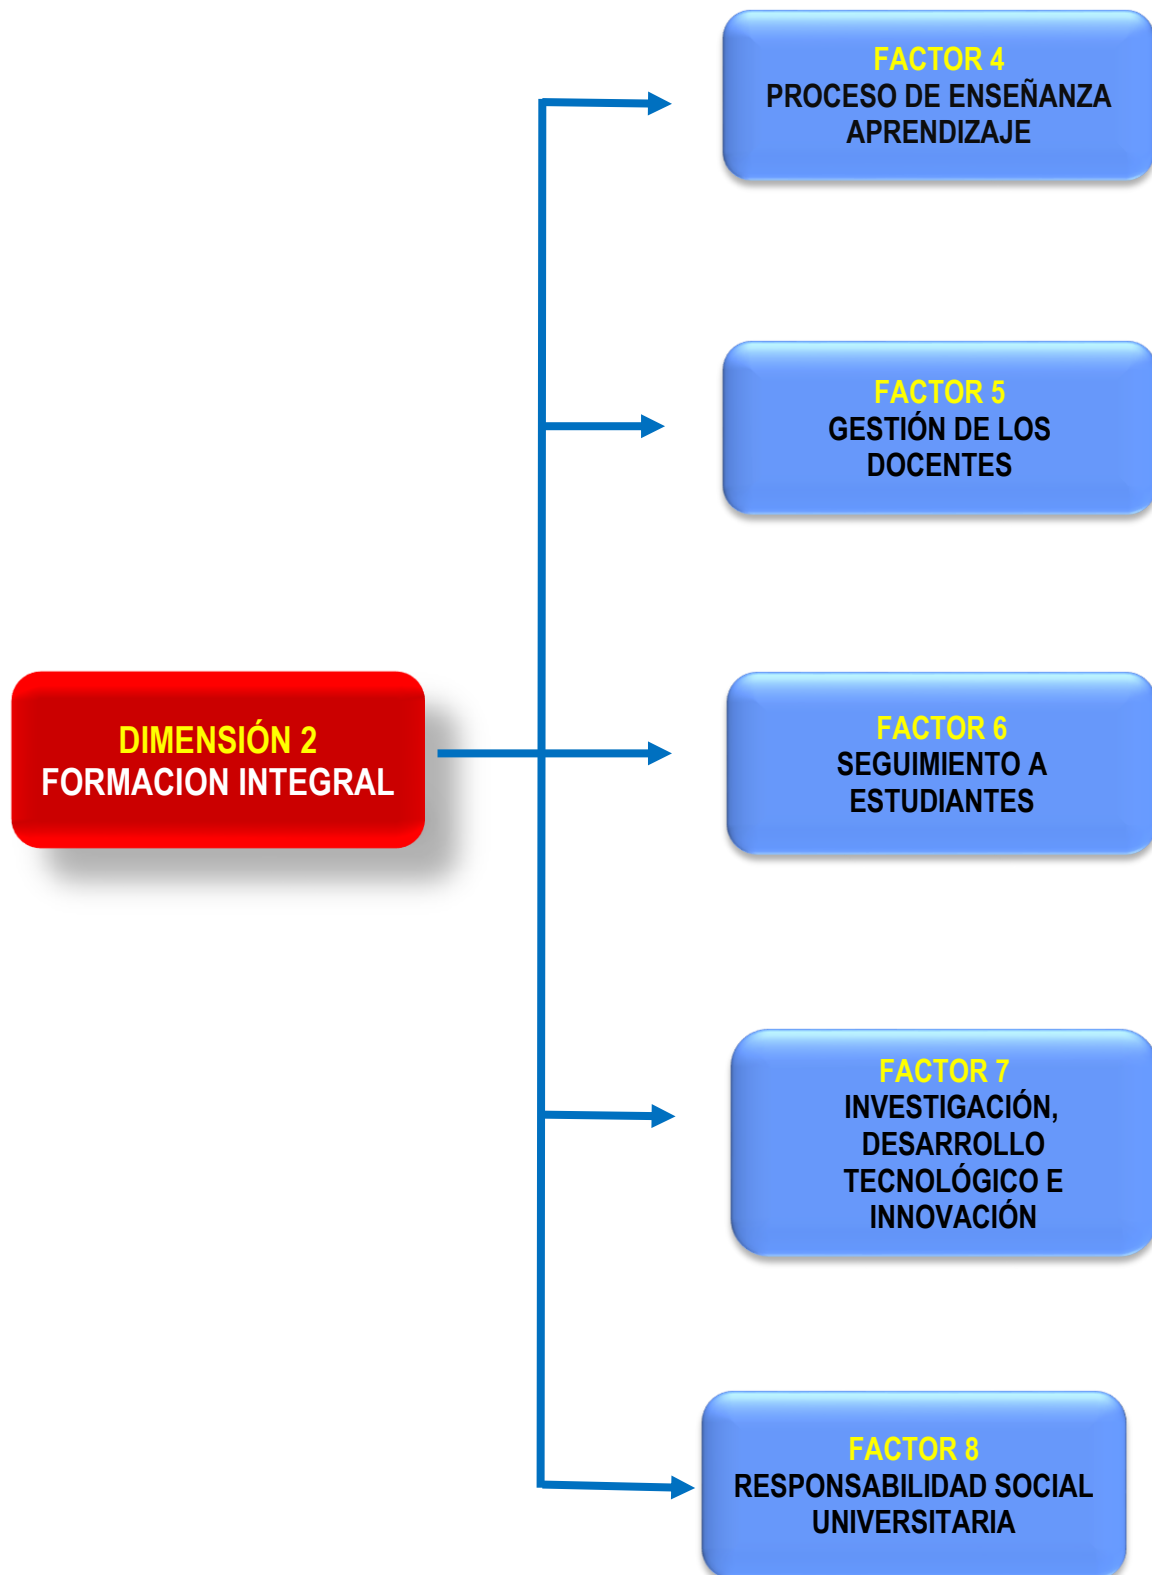 FACTOR 4
PROCESO DE ENSEÑANZA
APRENDIZAJE
FACTOR 5
GESTIÓN DE LOS
DOCENTES
DIMENSIÓN 2
FORMACION INTEGRAL
FACTOR 6
SEGUIMIENTO A
ESTUDIANTES
FACTOR 7
INVESTIGACIÓN,
DESARROLLO
TECNOLÓGICO E
INNOVACIÓN
FACTOR 8
RESPONSABILIDAD SOCIAL
UNIVERSITARIA